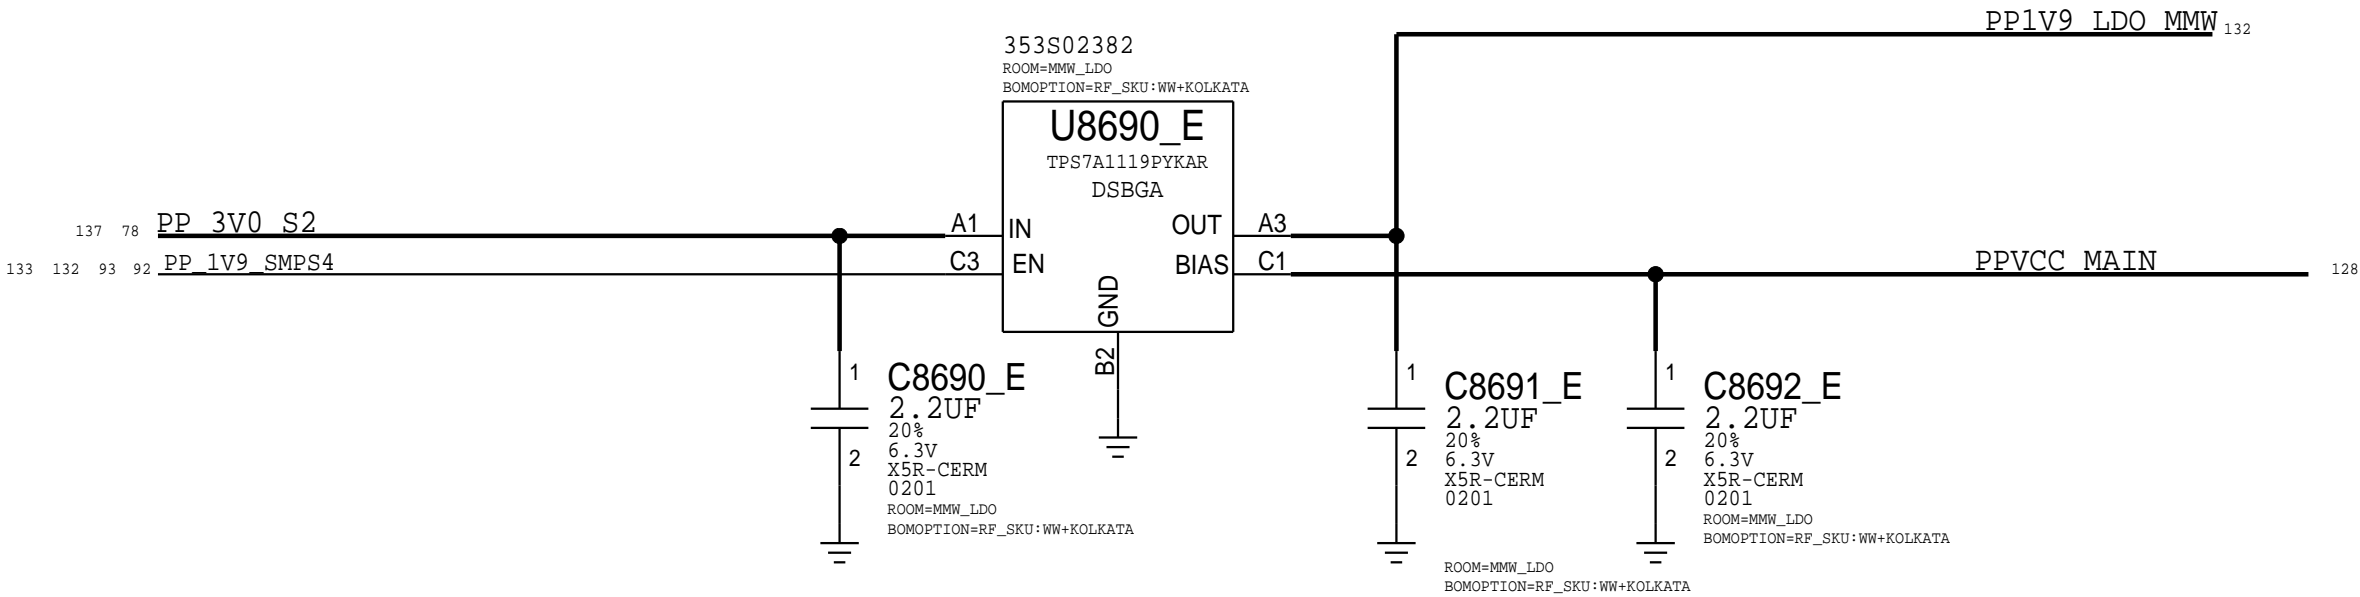 PP1V9_LDO_MMW 132
353S02382
ROOM=MMW_LDO
BOMOPTION=RF_SKU:WW+KOLKATA
U8690_E
TPS7A1119PYKAR
DSBGA
137 78 PP_3V0_S2
A1 IN
OUT A3
133 132 93 92 PP_1V9_SMPS4
C3 EN
BIAS C1
PPVCC_MAIN 128
GND
B2
1
C8690_E
2.2UF
20%
6.3V
2
X5R-CERM
0201
ROOM=MMW_LDO
BOMOPTION=RF_SKU:WW+KOLKATA
1
C8691_E
2.2UF
20%
6.3V
2
X5R-CERM
0201
ROOM=MMW_LDO
BOMOPTION=RF_SKU:WW+KOLKATA
1
C8692_E
2.2UF
20%
6.3V
2
X5R-CERM
0201
ROOM=MMW_LDO
BOMOPTION=RF_SKU:WW+KOLKATA